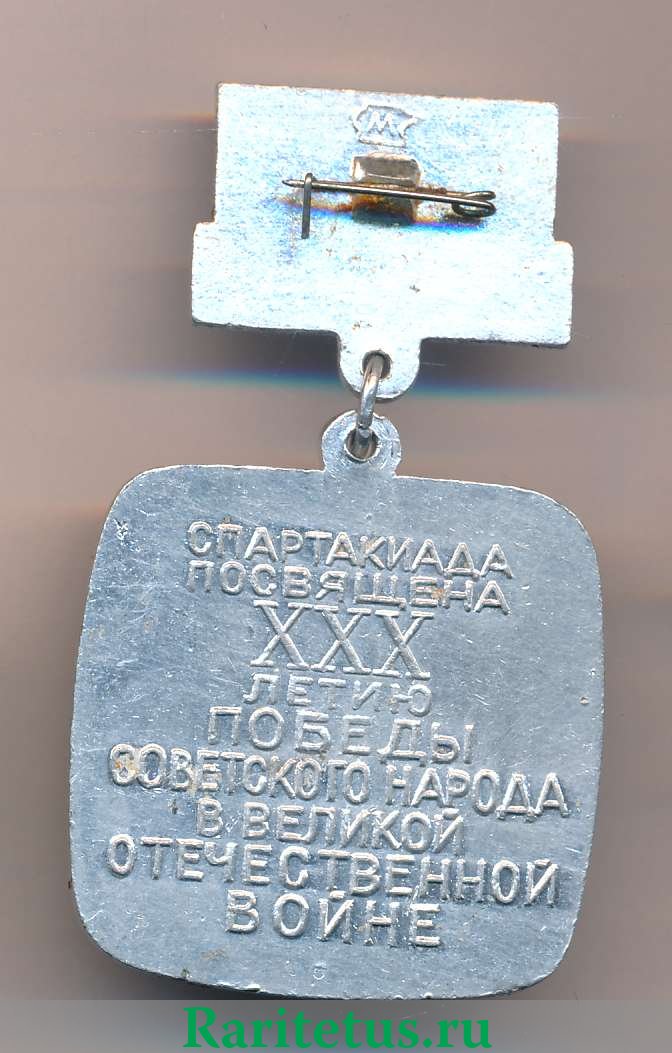 М
СПАРТАКИАДА
ПОСВЯЩЕНА
XXX
ЛЕТИЮ
ПОБЕДЫ
СОВЕТСКОГО НАРОДА
В ВЕЛИКОЙ
ОТЕЧЕСТВЕННОЙ
ВОЙНЕ
Raritetus.ru